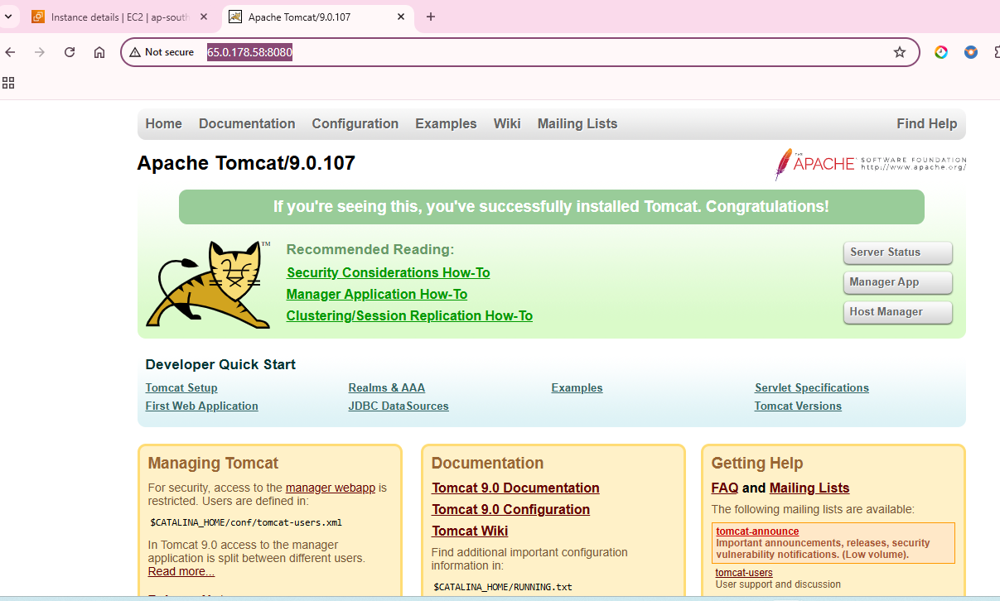 Instance details | EC2 | ap-south
Apache Tomcat/9.0.107
Not secure
65.0.178.58:8080
Home Documentation Configuration Examples Wiki Mailing Lists Find Help
Apache Tomcat/9.0.107
THE APACHE SOFTWARE FOUNDATION
http://www.apache.org/
If you're seeing this, you've successfully installed Tomcat. Congratulations!
TM
Recommended Reading:
Security Considerations How-To
Manager Application How-To
Clustering/Session Replication How-To
Server Status
Manager App
Host Manager
Developer Quick Start
Tomcat Setup
First Web Application
Realms & AAA
JDBC DataSources
Examples
Servlet Specifications
Tomcat Versions
Managing Tomcat
For security, access to the manager webapp is
restricted. Users are defined in:
$CATALINA_HOME/conf/tomcat-users.xml
In Tomcat 9.0 access to the manager
application is split between different users.
Read more...
Documentation
Tomcat 9.0 Documentation
Tomcat 9.0 Configuration
Tomcat Wiki
Find additional important configuration
information in:
$CATALINA_HOME/RUNNING.txt
Getting Help
FAQ and Mailing Lists
The following mailing lists are available:
tomcat-announce
Important announcements, releases, security
vulnerability notifications. (Low volume).
tomcat-users
User support and discussion